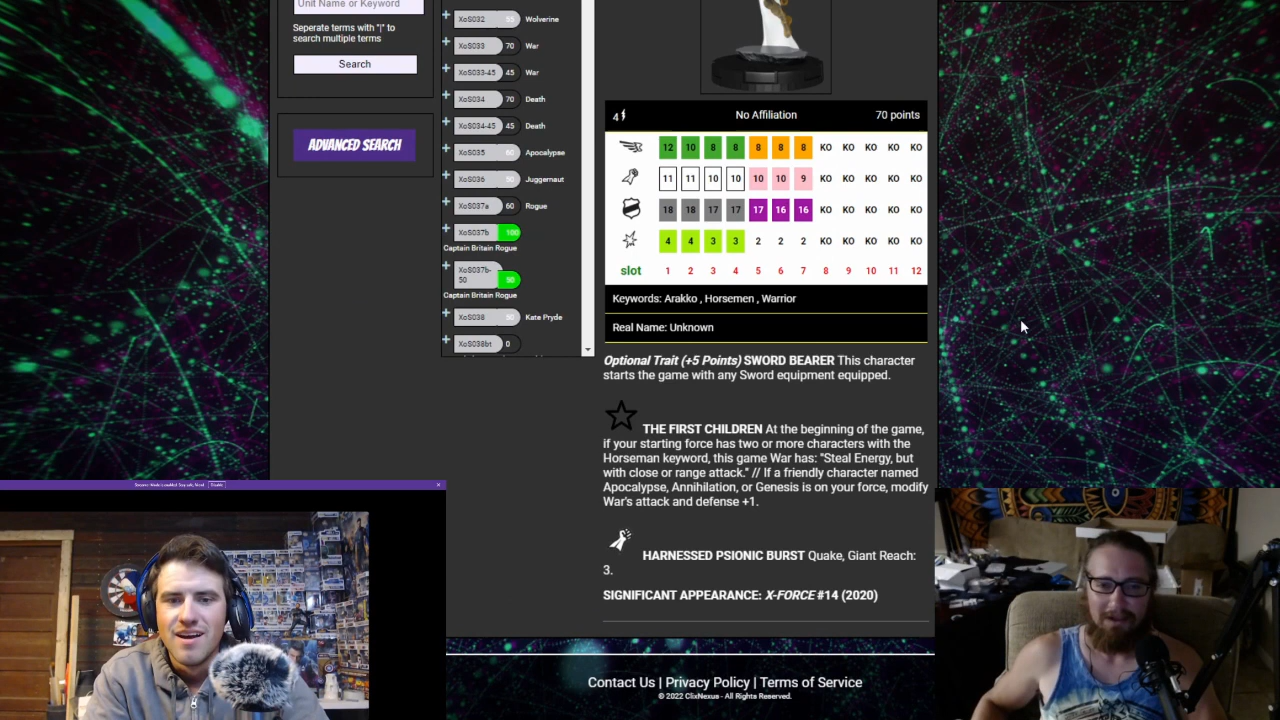 Unit Name or Keyword
Seperate terms with "|" to
search multiple terms
Search
ADVANCED SEARCH
XoS032 55 Wolverine
XoS033 70 War
XoS033-45 45 War
XoS034 70 Death
XoS034-45 45 Death
XoS035 60 Apocalypse
XoS036 50 Juggernaut
XoS037a 60 Rogue
XoS037b 100
Captain Britain Rogue
XoS037b-
50 50
Captain Britain Rogue
XoS038 50 Kate Pryde
XoS038bt 0
4 No Affiliation 70 points
12 10 8 8 8 8 8 KO KO KO KO KO
11 11 10 10 10 10 9 KO KO KO KO KO
18 18 17 17 17 16 16 KO KO KO KO KO
4 4 3 3 2 2 2 KO KO KO KO KO
slot 1 2 3 4 5 6 7 8 9 10 11 12
Keywords: Arakko , Horsemen , Warrior
Real Name: Unknown
Optional Trait (+5 Points) SWORD BEARER This character
starts the game with any Sword equipment equipped.
THE FIRST CHILDREN At the beginning of the game,
if your starting force has two or more characters with the
Horseman keyword, this game War has: "Steal Energy, but
with close or range attack." // If a friendly character named
Apocalypse, Annihilation, or Genesis is on your force, modify
War's attack and defense +1.
HARNESSED PSIONIC BURST Quake, Giant Reach:
3.
SIGNIFICANT APPEARANCE: X-FORCE #14 (2020)
Contact Us | Privacy Policy | Terms of Service
© 2022 ClixNexus - All Rights Reserved.